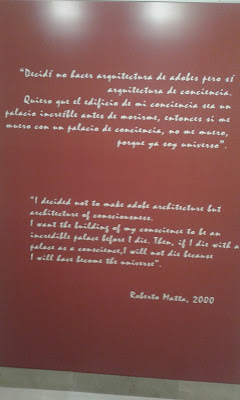 “Decidí no hacer arquitectura de adobes pero sí
arquitectura de conciencia.
Quiero que el edificio de mi conciencia sea un
palacio increíble antes de morirme, entonces si me
muero con un palacio de conciencia, no me muero,
porque ya soy universo”.
“I decided not to make adobe architecture but
architecture of consciousness.
I want the building of my conscience to be an
incredible palace before I die. Then, if I die with a
palace as a conscience,I will not die because
I will have become the universe”.
Roberto Matta, 2000